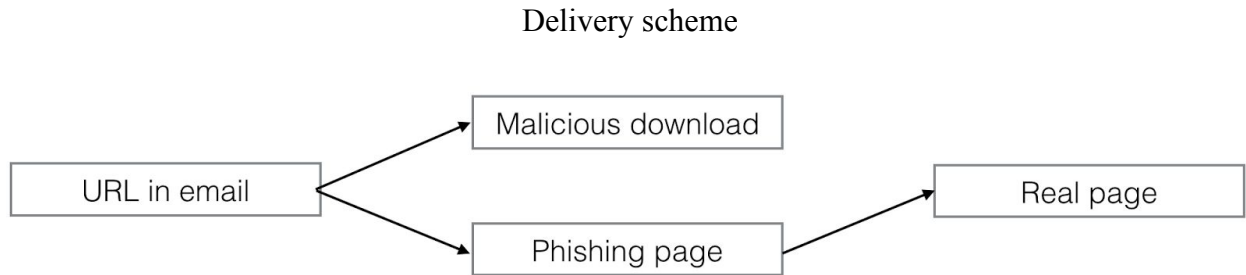 Delivery scheme
Malicious download
URL in email
Real page
Phishing page